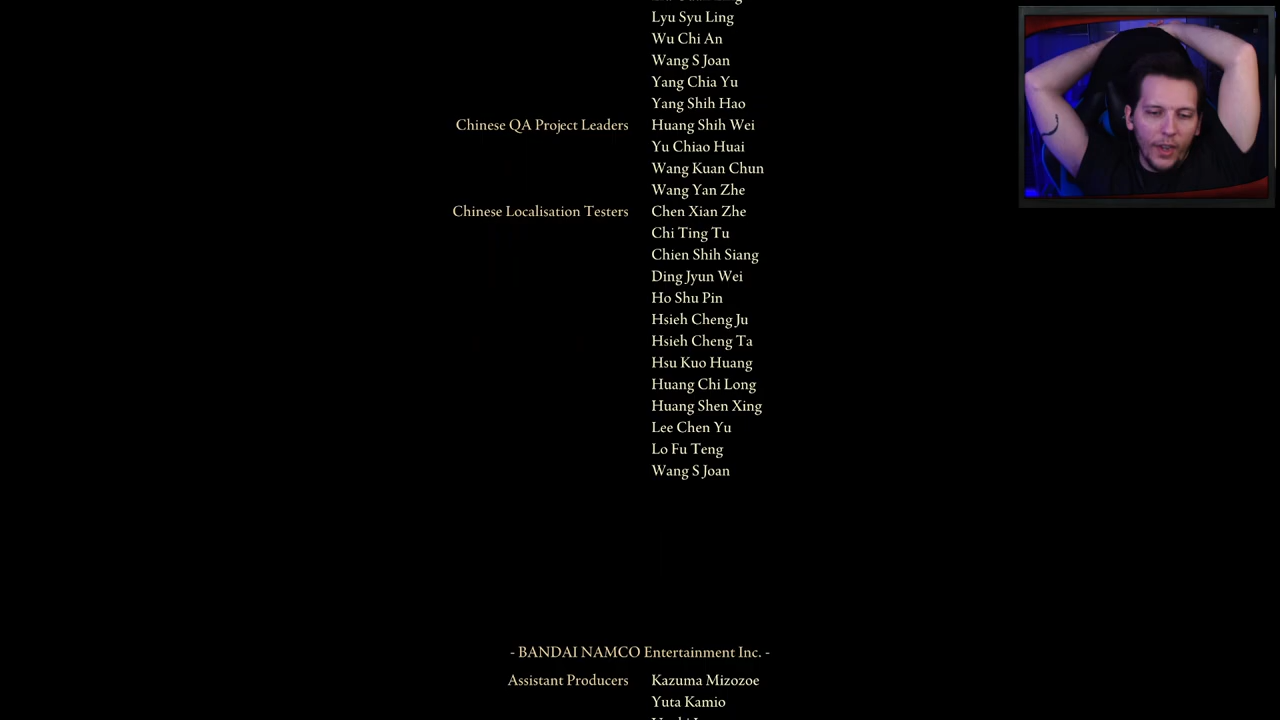 Lyu Syu Ling
Wu Chi An
Wang S Joan
Yang Chia Yu
Yang Shih Hao
Chinese QA Project Leaders Huang Shih Wei
Yu Chiao Huai
Wang Kuan Chun
Wang Yan Zhe
Chinese Localisation Testers Chen Xian Zhe
Chi Ting Tu
Chien Shih Siang
Ding Jyun Wei
Ho Shu Pin
Hsieh Cheng Ju
Hsieh Cheng Ta
Hsu Kuo Huang
Huang Chi Long
Huang Shen Xing
Lee Chen Yu
Lo Fu Teng
Wang S Joan
- BANDAI NAMCO Entertainment Inc. -
Assistant Producers Kazuma Mizozoe
Yuta Kamio